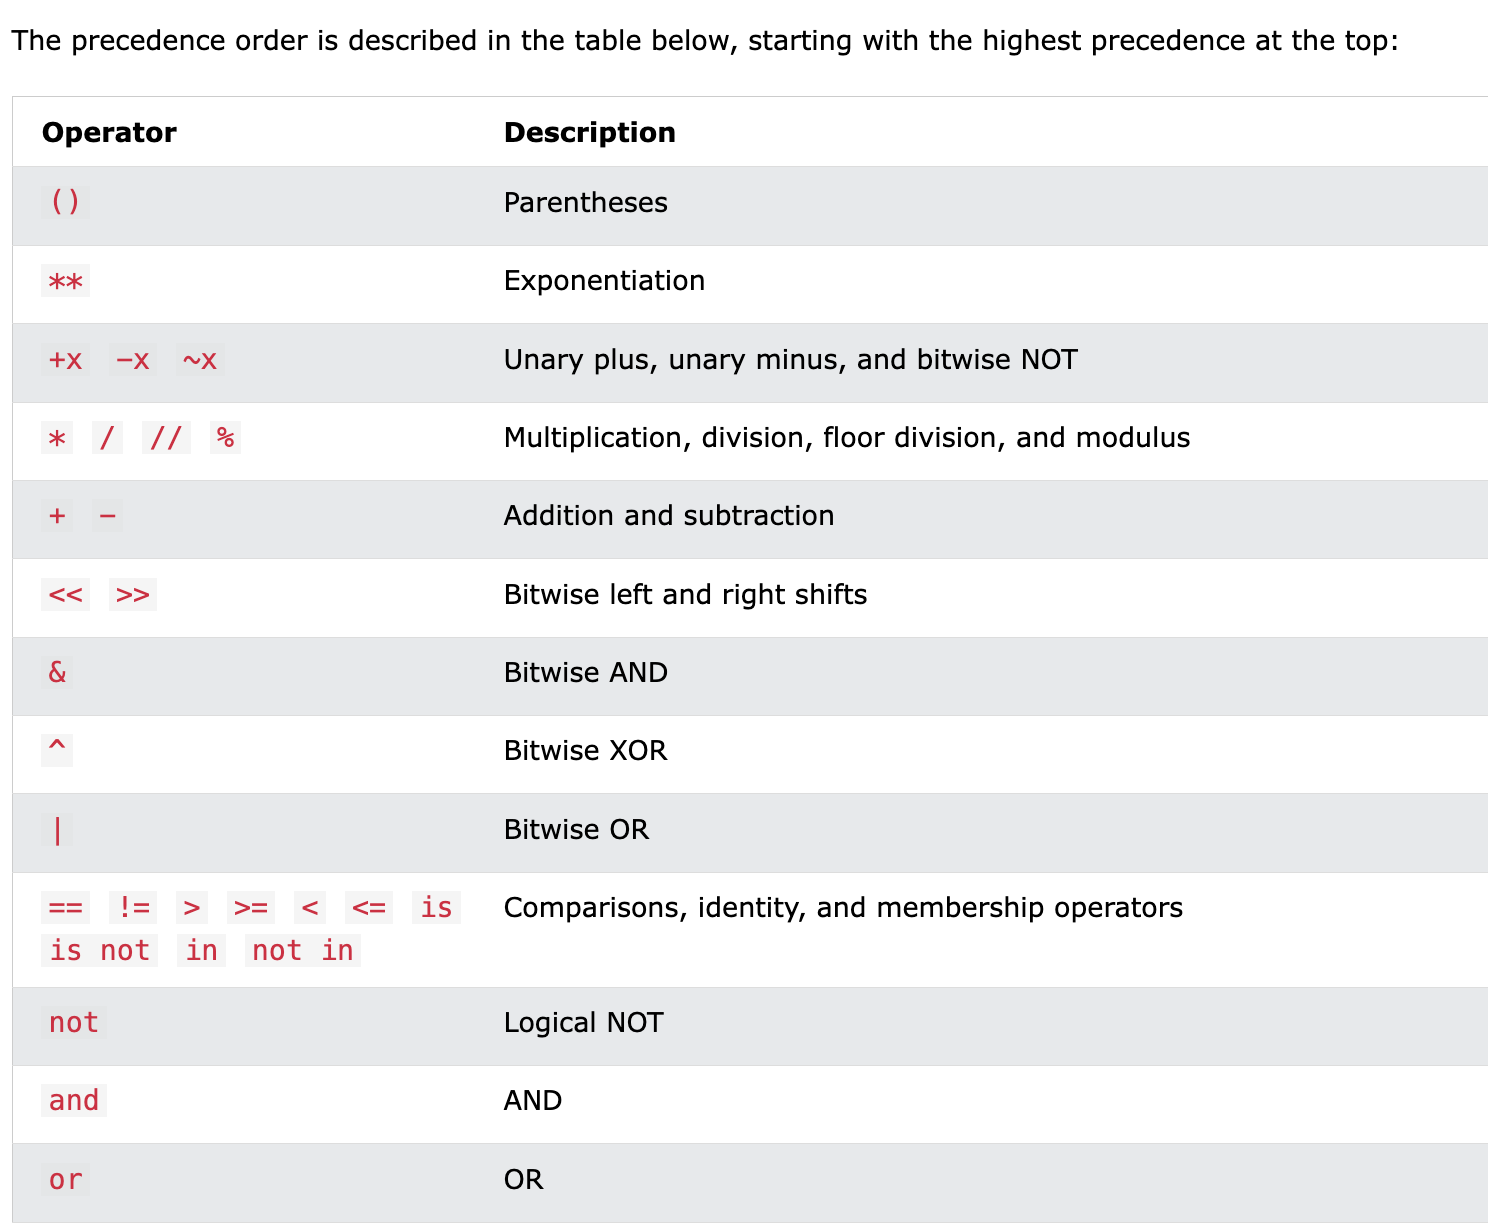 The precedence order is described in the table below, starting with the highest precedence at the top:
Operator Description
() Parentheses
** Exponentiation
+x -x ~x Unary plus, unary minus, and bitwise NOT
* / // % Multiplication, division, floor division, and modulus
+ - Addition and subtraction
<< >> Bitwise left and right shifts
& Bitwise AND
^ Bitwise XOR
| Bitwise OR
== != > >= < <= is Comparisons, identity, and membership operators
is not in not in
not Logical NOT
and AND
or OR